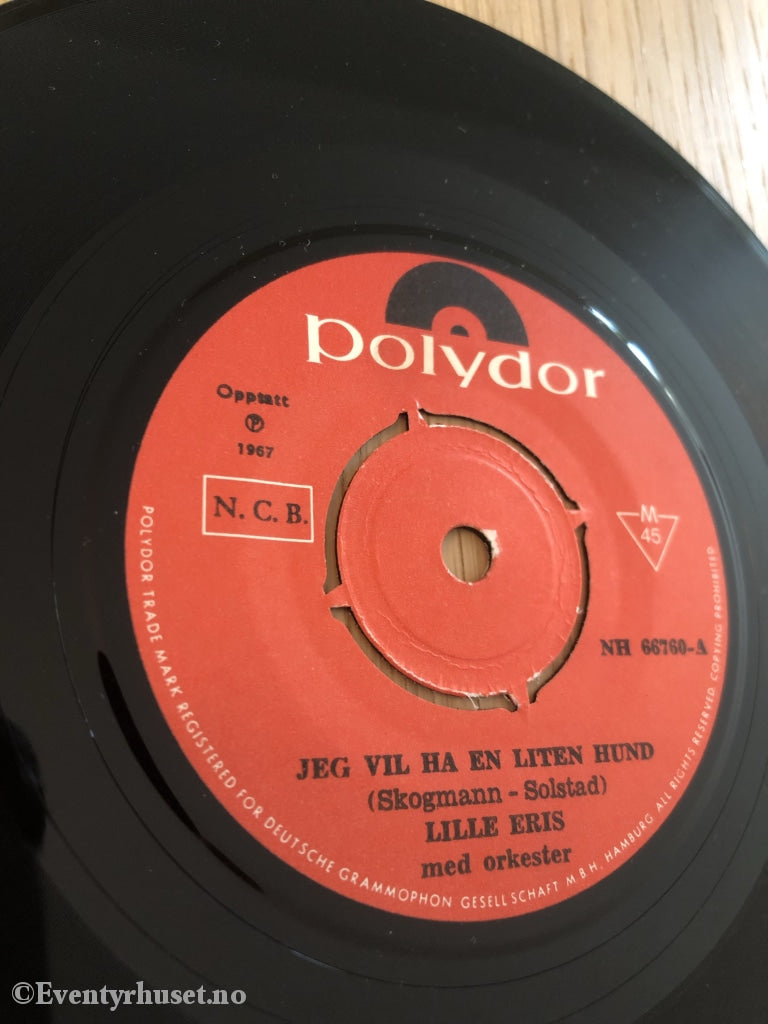 polydor
Opptatt
Ⓟ
1967
N. C. B.
M
45
NH 66760-A
JEG VIL HA EN LITEN HUND
(Skogmann - Solstad)
LILLE ERIS
med orkester
POLYDOR TRADE MARK REGISTERED FOR DEUTSCHE GRAMMOPHON GESELLSCHAFT M B H, HAMBURG ALL RIGHTS RESERVED COPYING PROHIBITED
©Eventyrhuset.no